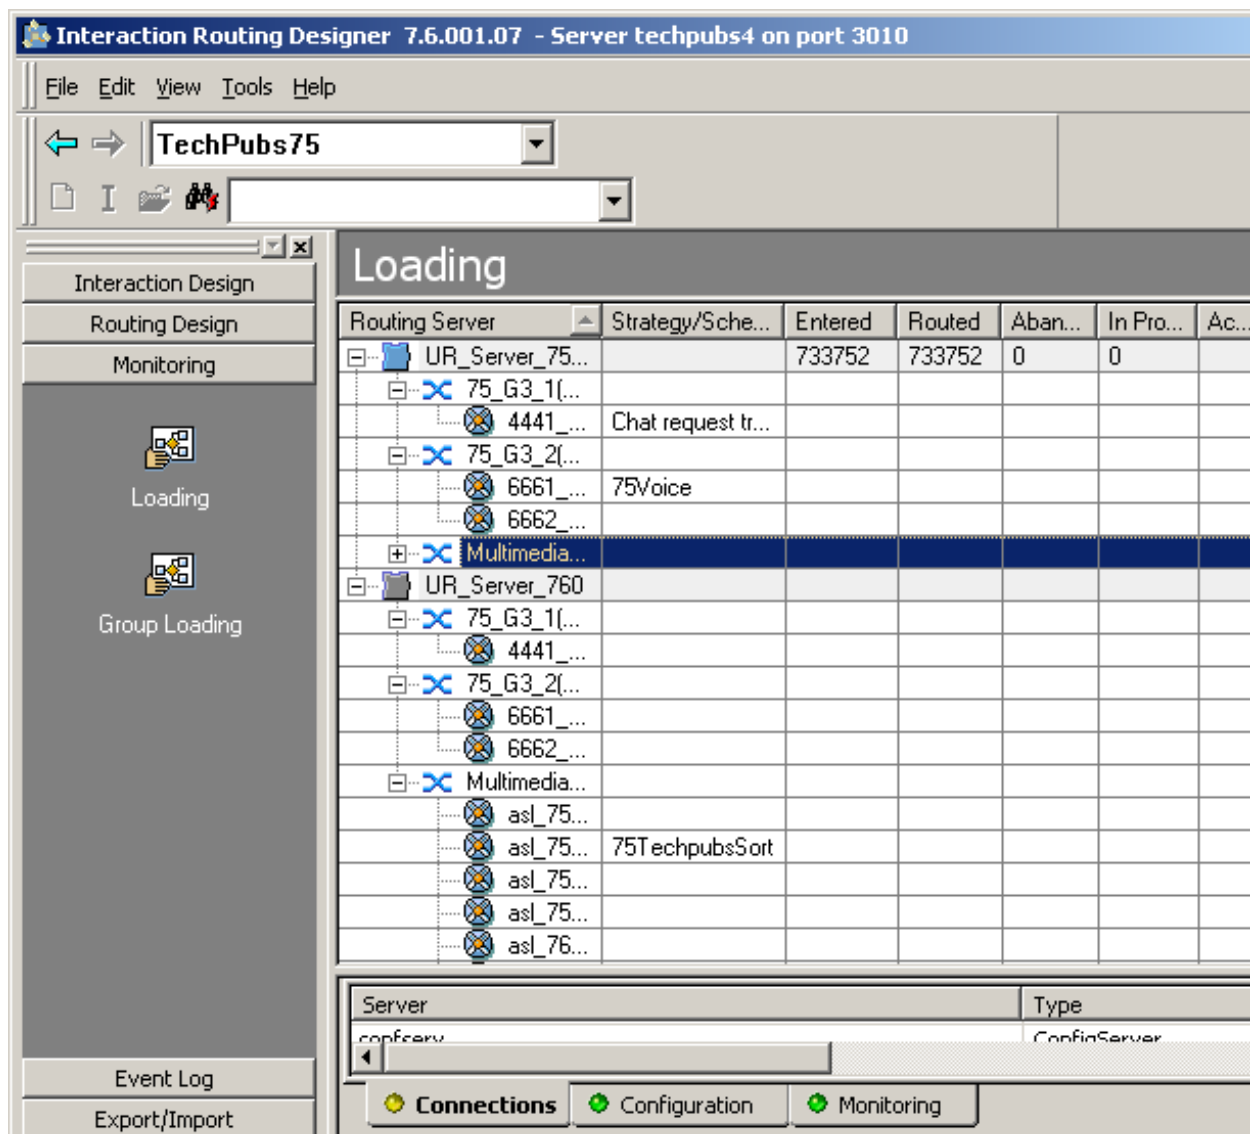 Interaction Routing Designer 7.6.001.07 - Server techpubs4 on port 3010
File Edit View Tools Help
TechPubs75
Interaction Design
Routing Design
Monitoring
Loading
Group Loading
Event Log
Export/Import
Loading
Routing Server Strategy/Sche... Entered Routed Aban... In Pro... Ac...
UR_Server_75... 733752 733752 0 0
75_G3_1(...
4441_... Chat request tr...
75_G3_2(...
6661_... 75Voice
6662_...
Multimedia...
UR_Server_760
75_G3_1(...
4441_...
75_G3_2(...
6661_...
6662_...
Multimedia...
asl_75...
asl_75... 75TechpubsSort
asl_75...
asl_75...
asl_76...
Server Type
confserv ConfigServer
Connections Configuration Monitoring